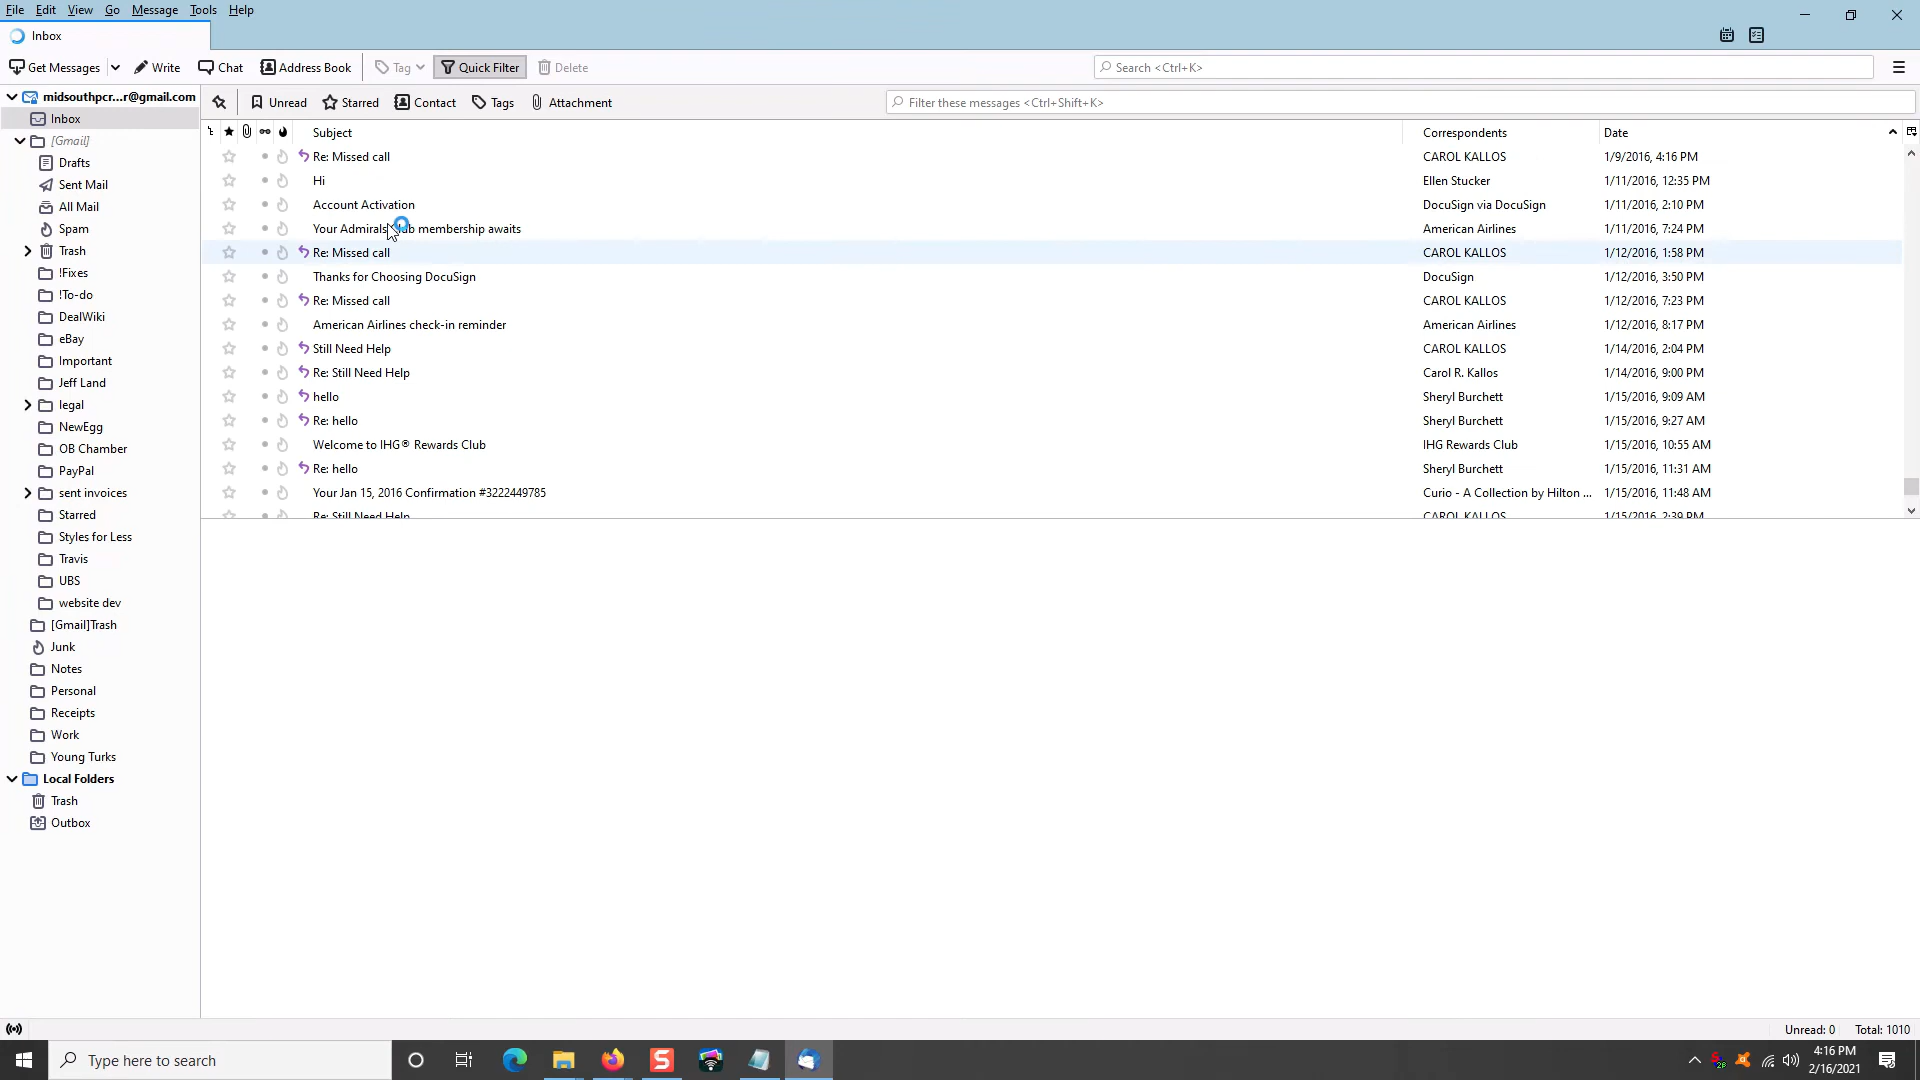 File Edit View Go Message Tools Help
Inbox
Get Messages Write Chat Address Book Tag Quick Filter Delete Search <Ctrl+K>
midsouthpcr...r@gmail.com
Unread Starred Contact Tags Attachment Filter these messages <Ctrl+Shift+K>
Inbox
[Gmail]
Drafts
Sent Mail
All Mail
Spam
Trash
!Fixes
!To-do
DealWiki
eBay
Important
Jeff Land
legal
NewEgg
OB Chamber
PayPal
sent invoices
Starred
Styles for Less
Travis
UBS
website dev
[Gmail]Trash
Junk
Notes
Personal
Receipts
Work
Young Turks
Local Folders
Trash
Outbox
Subject Correspondents Date
Re: Missed call CAROL KALLOS 1/9/2016, 4:16 PM
Hi Ellen Stucker 1/11/2016, 12:35 PM
Account Activation DocuSign via DocuSign 1/11/2016, 2:10 PM
Your Admirals membership awaits American Airlines 1/11/2016, 7:24 PM
Re: Missed call CAROL KALLOS 1/12/2016, 1:58 PM
Thanks for Choosing DocuSign DocuSign 1/12/2016, 3:50 PM
Re: Missed call CAROL KALLOS 1/12/2016, 7:23 PM
American Airlines check-in reminder American Airlines 1/12/2016, 8:17 PM
Still Need Help CAROL KALLOS 1/14/2016, 2:04 PM
Re: Still Need Help Carol R. Kallos 1/14/2016, 9:00 PM
hello Sheryl Burchett 1/15/2016, 9:09 AM
Re: hello Sheryl Burchett 1/15/2016, 9:27 AM
Welcome to IHG® Rewards Club IHG Rewards Club 1/15/2016, 10:55 AM
Re: hello Sheryl Burchett 1/15/2016, 11:31 AM
Your Jan 15, 2016 Confirmation #3222449785 Curio - A Collection by Hilton ... 1/15/2016, 11:48 AM
Re: Still Need Help CAROL KALLOS 1/15/2016, 2:39 PM
Unread: 0 Total: 1010
Type here to search
4:16 PM
2/16/2021